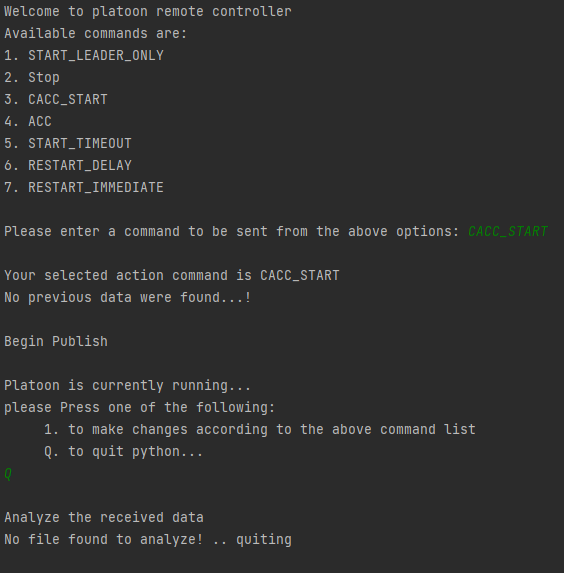 Welcome to platoon remote controller
Available commands are:
1. START_LEADER_ONLY
2. Stop
3. CACC_START
4. ACC
5. START_TIMEOUT
6. RESTART_DELAY
7. RESTART_IMMEDIATE
Please enter a command to be sent from the above options: CACC_START
Your selected action command is CACC_START
No previous data were found...!
Begin Publish
Platoon is currently running...
please Press one of the following:
1. to make changes according to the above command list
Q. to quit python...
Q
Analyze the received data
No file found to analyze! .. quiting